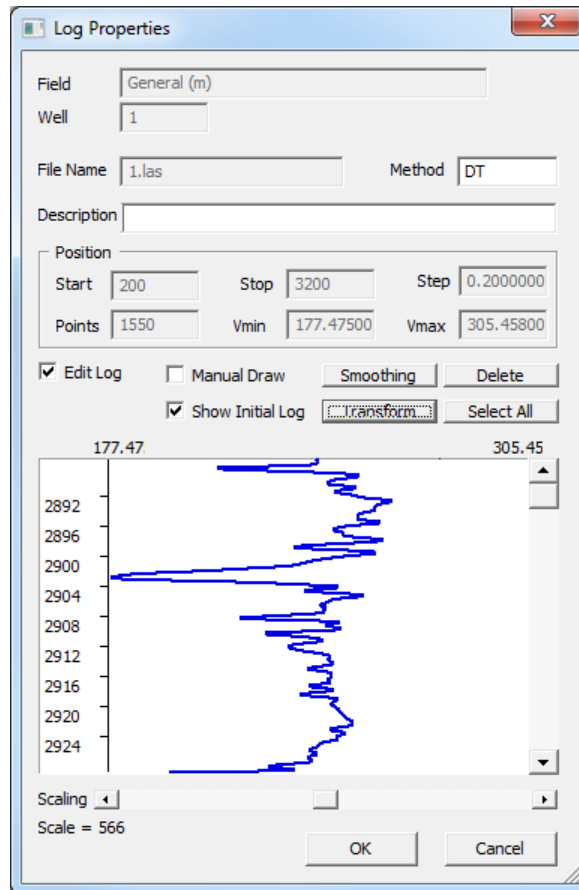 Log Properties
Field General (m)
Well 1
File Name 1.las Method DT
Description
Position
Start 200 Stop 3200 Step 0.2000000
Points 1550 Vmin 177.47500 Vmax 305.45800
Edit Log Manual Draw Smoothing Delete
Show Initial Log Transform Select All
177.47 305.45
2892
2896
2900
2904
2908
2912
2916
2920
2924
Scaling
Scale = 566
OK Cancel